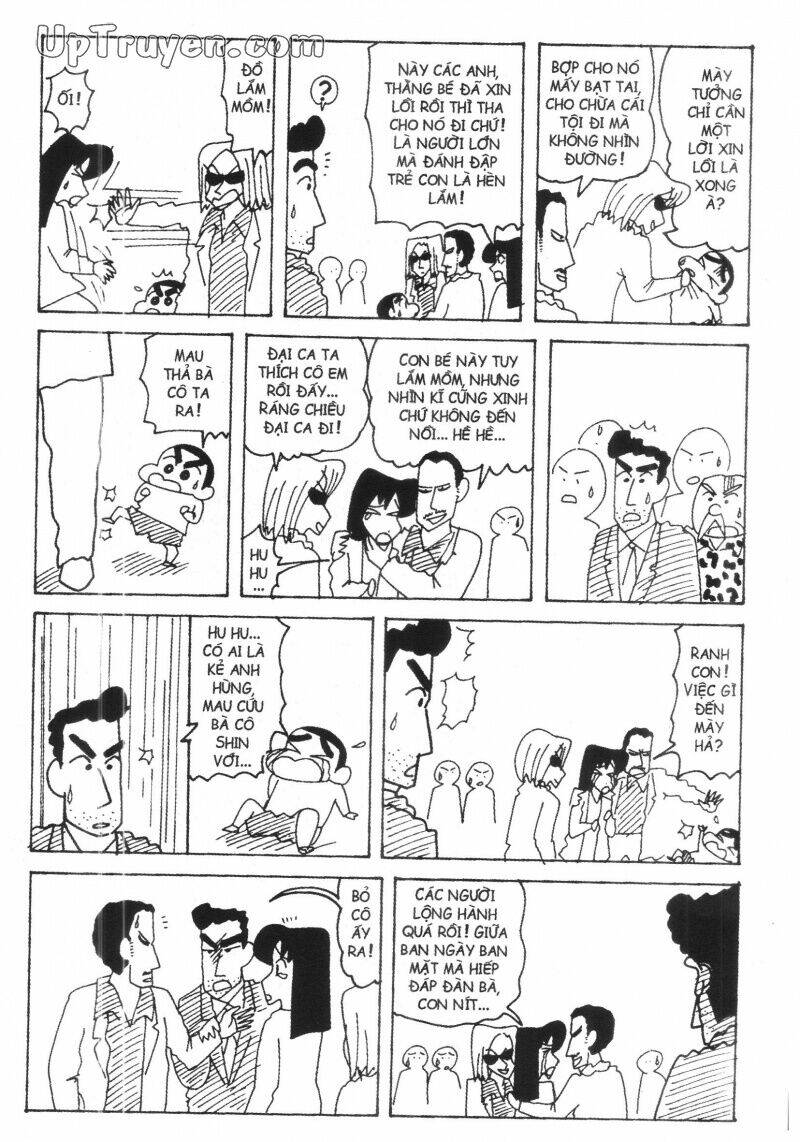 UpTruyen.com
MÀY
TƯỞNG
CHỈ CẦN
MỘT
LỜI XIN
LỖI LÀ
XONG
À?
BỢP CHO NÓ
MẤY BẠT TAI,
CHO CHỪA CÁI
TỘI ĐI MÀ
KHÔNG NHÌN
ĐƯỜNG!
NÀY CÁC ANH,
THẰNG BÉ ĐÃ XIN
LỖI RỒI THÌ THA
CHO NÓ ĐI CHỨ!
LÀ NGƯỜI LỚN
MÀ ĐÁNH ĐẬP
TRẺ CON LÀ HÈN
LẮM!
?
ĐỒ
LẮM
MỒM!
ỐI!
CON BÉ NÀY TUY
LẮM MỒM, NHƯNG
NHÌN KĨ CŨNG XINH
CHỨ KHÔNG ĐẾN
NỖI... HỀ HỀ...
ĐẠI CA TA
THÍCH CÔ EM
RỒI ĐẤY...
RÁNG CHIỀU
ĐẠI CA ĐI!
HU
HU
...
MAU
THẢ BÀ
CÔ TA
RA!
RANH
CON!
VIỆC GÌ
ĐẾN
MÀY
HẢ?
HU HU...
CÓ AI LÀ
KẺ ANH
HÙNG,
MAU CỨU
BÀ CÔ
SHIN
VỚI...
CÁC NGƯỜI
LỘNG HÀNH
QUÁ RỒI! GIỮA
BAN NGÀY BAN
MẶT MÀ HIẾP
ĐÁP ĐÀN BÀ,
CON NÍT...
BỎ
CÔ
ẤY
RA!